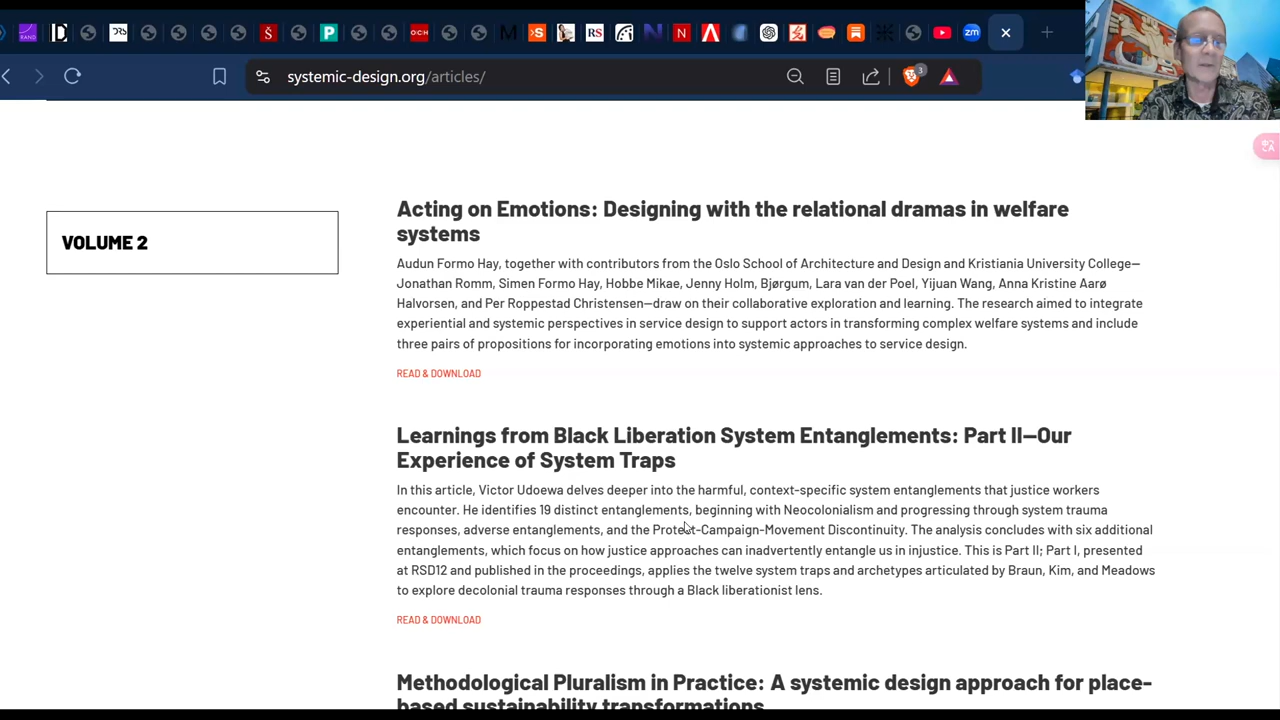 RAND
DRS
Š
P
OCH
M
>S
RS
N
N
zm
systemic-design.org/articles/
3
VOLUME 2
Acting on Emotions: Designing with the relational dramas in welfare
systems
Audun Formo Hay, together with contributors from the Oslo School of Architecture and Design and Kristiania University College—
Jonathan Romm, Simen Formo Hay, Hobbe Mikae, Jenny Holm, Bjørgum, Lara van der Poel, Yijuan Wang, Anna Kristine Aarø
Halvorsen, and Per Roppestad Christensen—draw on their collaborative exploration and learning. The research aimed to integrate
experiential and systemic perspectives in service design to support actors in transforming complex welfare systems and include
three pairs of propositions for incorporating emotions into systemic approaches to service design.
READ & DOWNLOAD
Learnings from Black Liberation System Entanglements: Part II—Our
Experience of System Traps
In this article, Victor Udoewa delves deeper into the harmful, context-specific system entanglements that justice workers
encounter. He identifies 19 distinct entanglements, beginning with Neocolonialism and progressing through system trauma
responses, adverse entanglements, and the Protect-Campaign-Movement Discontinuity. The analysis concludes with six additional
entanglements, which focus on how justice approaches can inadvertently entangle us in injustice. This is Part II; Part I, presented
at RSD12 and published in the proceedings, applies the twelve system traps and archetypes articulated by Braun, Kim, and Meadows
to explore decolonial trauma responses through a Black liberationist lens.
READ & DOWNLOAD
Methodological Pluralism in Practice: A systemic design approach for place-
based sustainability transformations